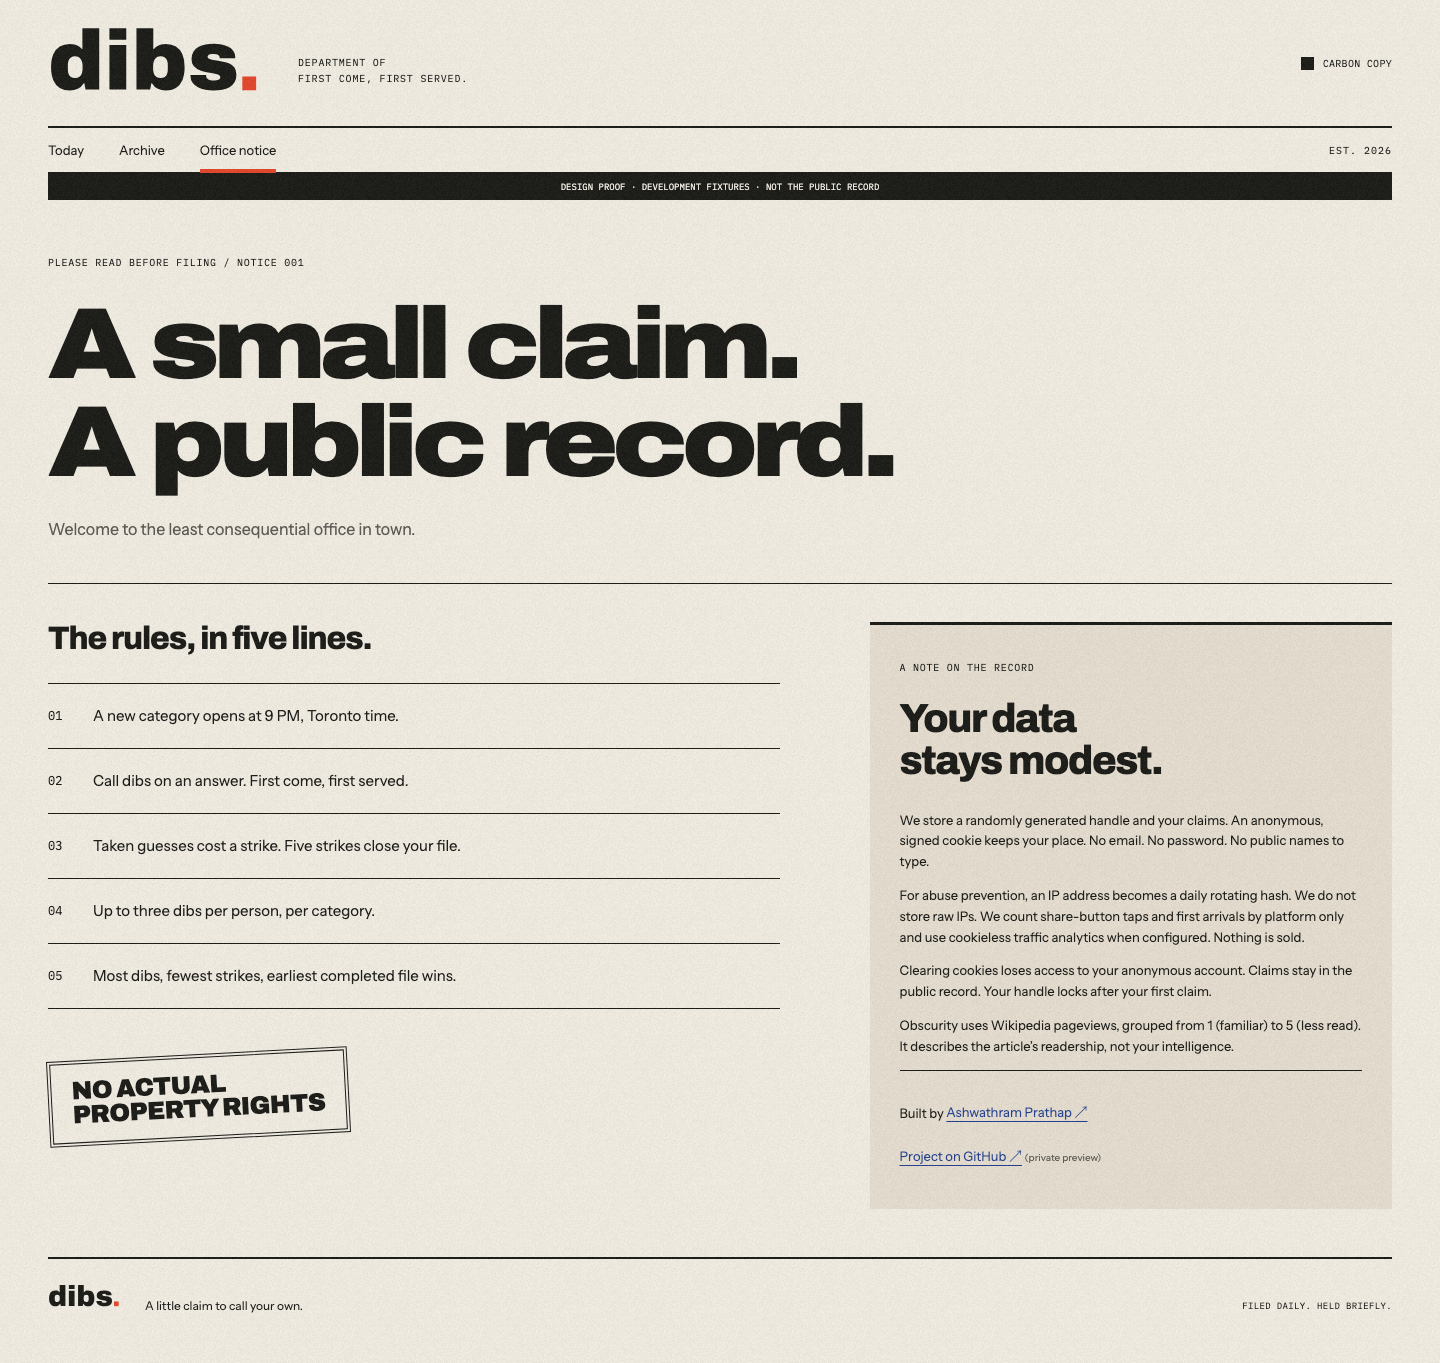 dibs.
DEPARTMENT OF
FIRST COME, FIRST SERVED.
CARBON COPY
Today
Archive
Office notice
EST. 2026
DESIGN PROOF · DEVELOPMENT FIXTURES · NOT THE PUBLIC RECORD
PLEASE READ BEFORE FILING / NOTICE 001
A small claim.
A public record.
Welcome to the least consequential office in town.
The rules, in five lines.
01 A new category opens at 9 PM, Toronto time.
02 Call dibs on an answer. First come, first served.
03 Taken guesses cost a strike. Five strikes close your file.
04 Up to three dibs per person, per category.
05 Most dibs, fewest strikes, earliest completed file wins.
NO ACTUAL
PROPERTY RIGHTS
A NOTE ON THE RECORD
Your data
stays modest.
We store a randomly generated handle and your claims. An anonymous,
signed cookie keeps your place. No email. No password. No public names to
type.
For abuse prevention, an IP address becomes a daily rotating hash. We do not
store raw IPs. We count share-button taps and first arrivals by platform only
and use cookieless traffic analytics when configured. Nothing is sold.
Clearing cookies loses access to your anonymous account. Claims stay in the
public record. Your handle locks after your first claim.
Obscurity uses Wikipedia pageviews, grouped from 1 (familiar) to 5 (less read).
It describes the article's readership, not your intelligence.
Built by Ashwathram Prathap ↗
Project on GitHub ↗ (private preview)
dibs.
A little claim to call your own.
FILED DAILY. HELD BRIEFLY.